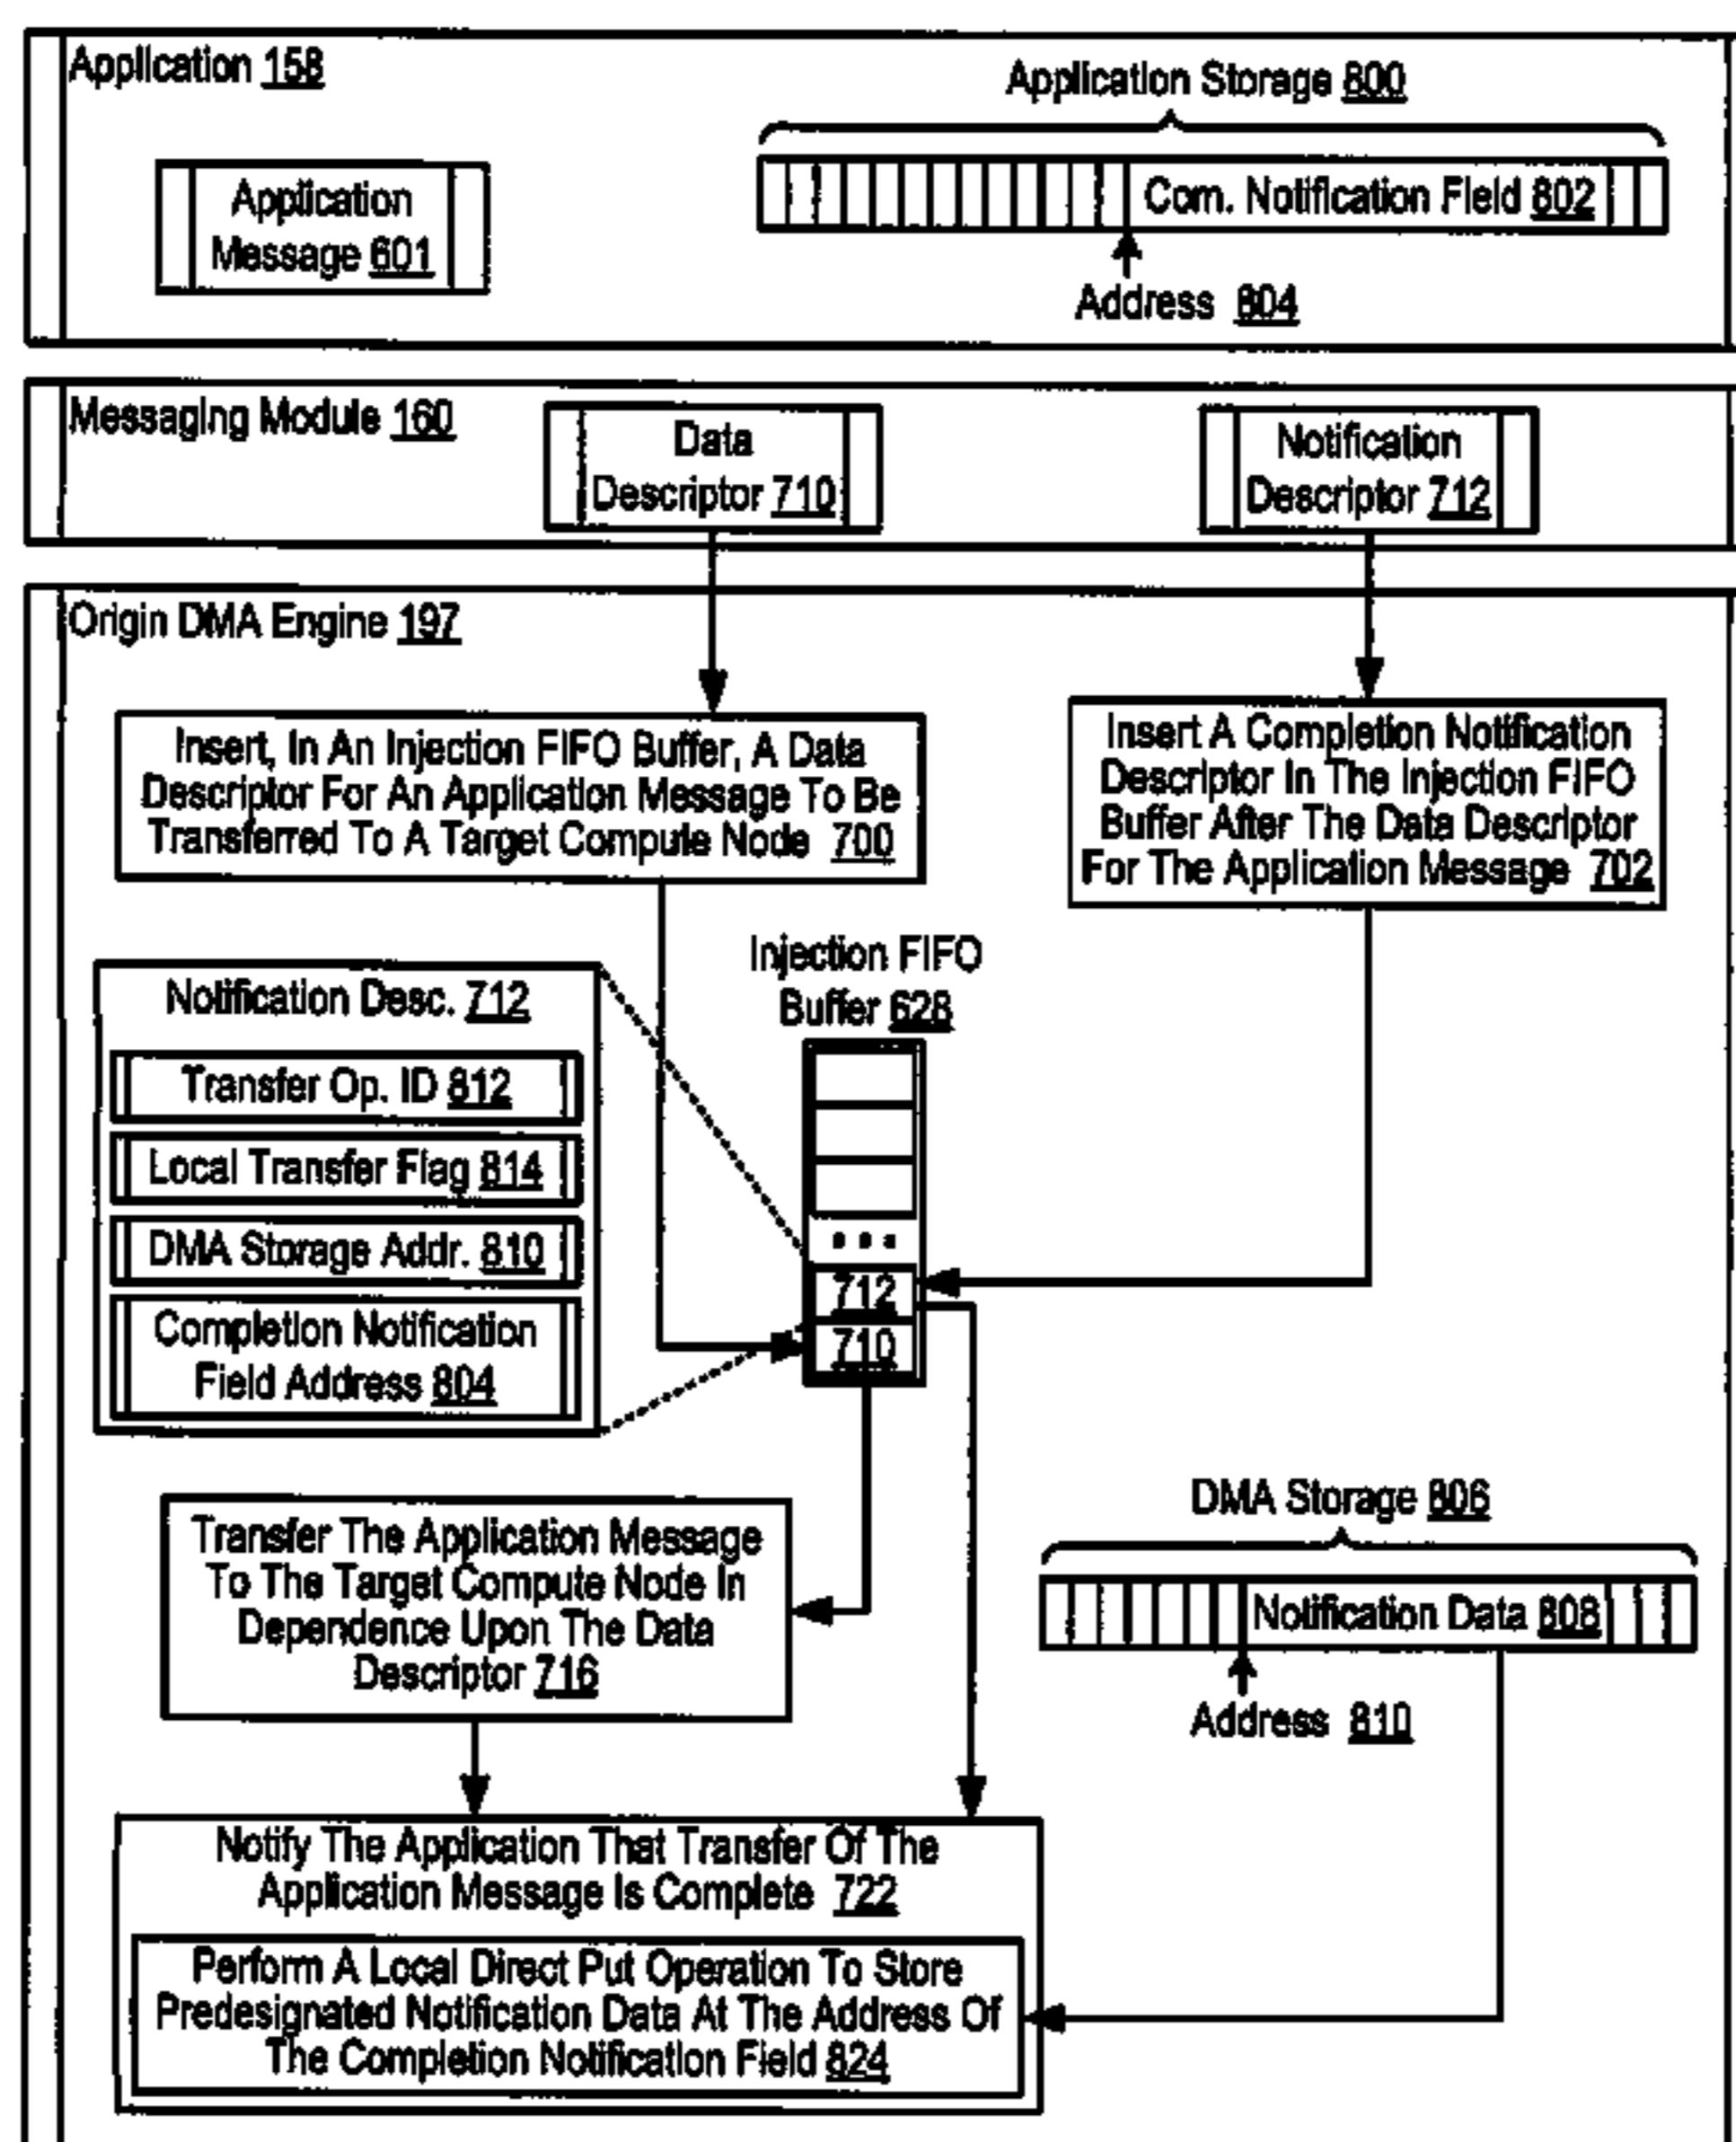 Application 158
Application Storage 800
Application
Message 601
Com. Notification Field 802
Address 804
Messaging Module 160
Data
Descriptor 710
Notification
Descriptor 712
Origin DMA Engine 197
Insert, In An Injection FIFO Buffer, A Data
Descriptor For An Application Message To Be
Transferred To A Target Compute Node 700
Insert A Completion Notification
Descriptor In The Injection FIFO
Buffer After The Data Descriptor
For The Application Message 702
Injection FIFO
Buffer 628
Notification Desc. 712
Transfer Op. ID 812
Local Transfer Flag 814
DMA Storage Addr. 810
Completion Notification
Field Address 804
• • •
712
710
Transfer The Application Message
To The Target Compute Node In
Dependence Upon The Data
Descriptor 716
DMA Storage 806
Notification Data 808
Address 810
Notify The Application That Transfer Of The
Application Message Is Complete 722
Perform A Local Direct Put Operation To Store
Predesignated Notification Data At The Address Of
The Completion Notification Field 824